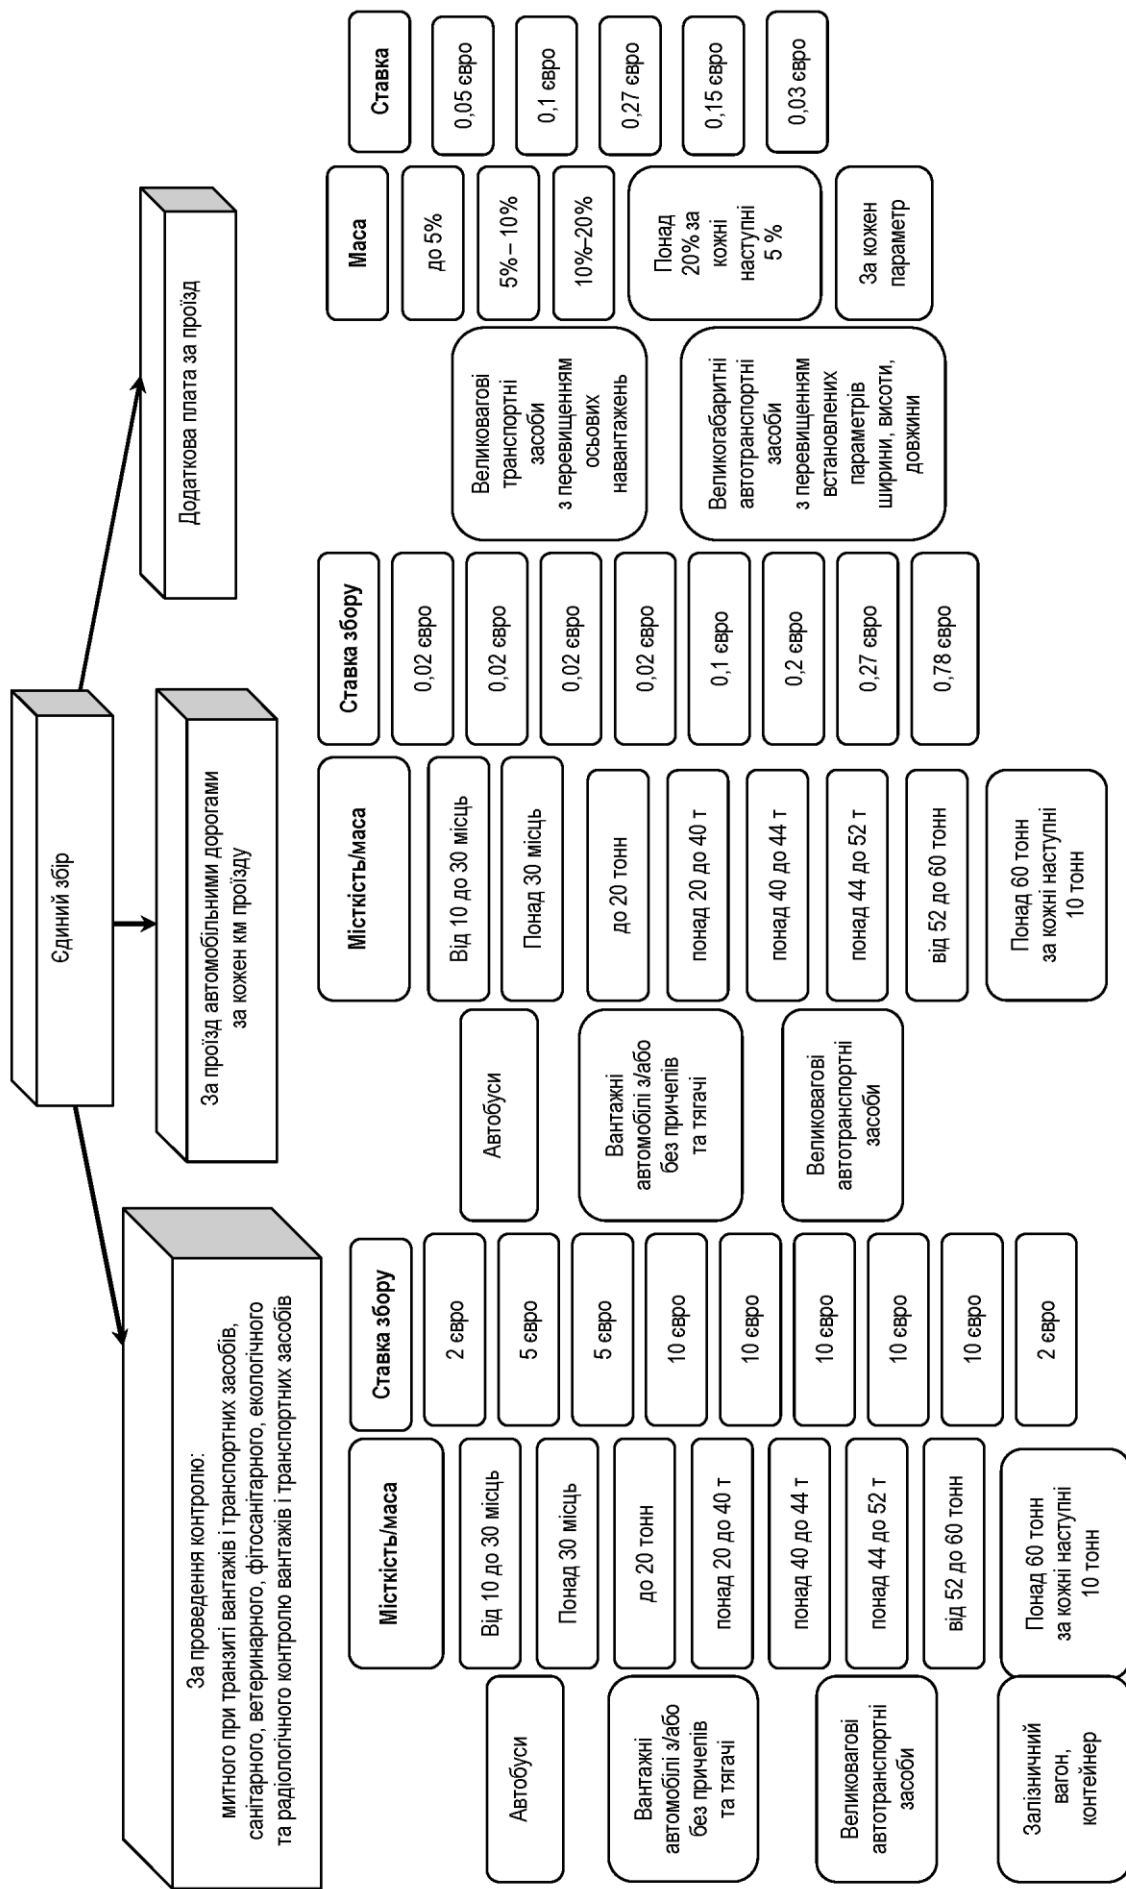 Єдиний збір
За проведення контролю:
митного при транзиті вантажів і транспортних засобів,
санітарного, ветеринарного, фітосанітарного, екологічного
та радіологічного контролю вантажів і транспортних засобів
За проїзд автомобільними дорогами
за кожен км проїзду
Додаткова плата за проїзд
Місткість/маса
Ставка збору
Автобуси
Від 10 до 30 місць
2 євро
Понад 30 місць
5 євро
Вантажні
автомобілі з/або
без причепів
та тягачі
до 20 тонн
5 євро
понад 20 до 40 т
10 євро
Великовагові
автотранспортні
засоби
понад 40 до 44 т
10 євро
понад 44 до 52 т
10 євро
від 52 до 60 тонн
10 євро
Понад 60 тонн
за кожні наступні
10 тонн
10 євро
Залізничний
вагон,
контейнер
2 євро
Місткість/маса
Ставка збору
Автобуси
Від 10 до 30 місць
0,02 євро
Понад 30 місць
0,02 євро
Вантажні
автомобілі з/або
без причепів
та тягачі
до 20 тонн
0,02 євро
понад 20 до 40 т
0,02 євро
Великовагові
автотранспортні
засоби
понад 40 до 44 т
0,1 євро
понад 44 до 52 т
0,2 євро
від 52 до 60 тонн
0,27 євро
Понад 60 тонн
за кожні наступні
10 тонн
0,78 євро
Маса
Ставка
Великовагові
транспортні
засоби
з перевищенням
осьових
навантажень
до 5%
0,05 євро
5% – 10%
0,1 євро
10%–20%
0,27 євро
Понад
20% за
кожні
наступні
5 %
0,15 євро
Великогабаритні
автотранспортні
засоби
з перевищенням
встановлених
параметрів
ширини, висоти,
довжини
За кожен
параметр
0,03 євро